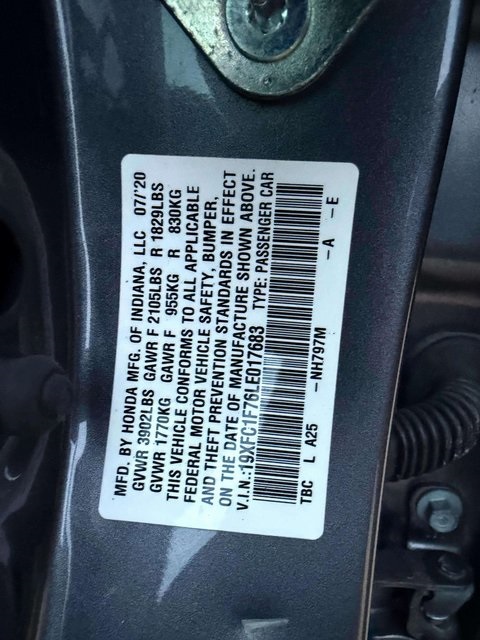 MFD. BY HONDA MFG. OF INDIANA, LLC 07/'20
GVWR 3902LBS GAWR F 2105LBS R 1829LBS
GVWR 1770KG GAWR F 955KG R 830KG
THIS VEHICLE CONFORMS TO ALL APPLICABLE
FEDERAL MOTOR VEHICLE SAFETY, BUMPER,
AND THEFT PREVENTION STANDARDS IN EFFECT
ON THE DATE OF MANUFACTURE SHOWN ABOVE.
V.I.N.:19XFC1F76LE017683 TYPE: PASSENGER CAR
TBC L A25 -NH797M -A -E